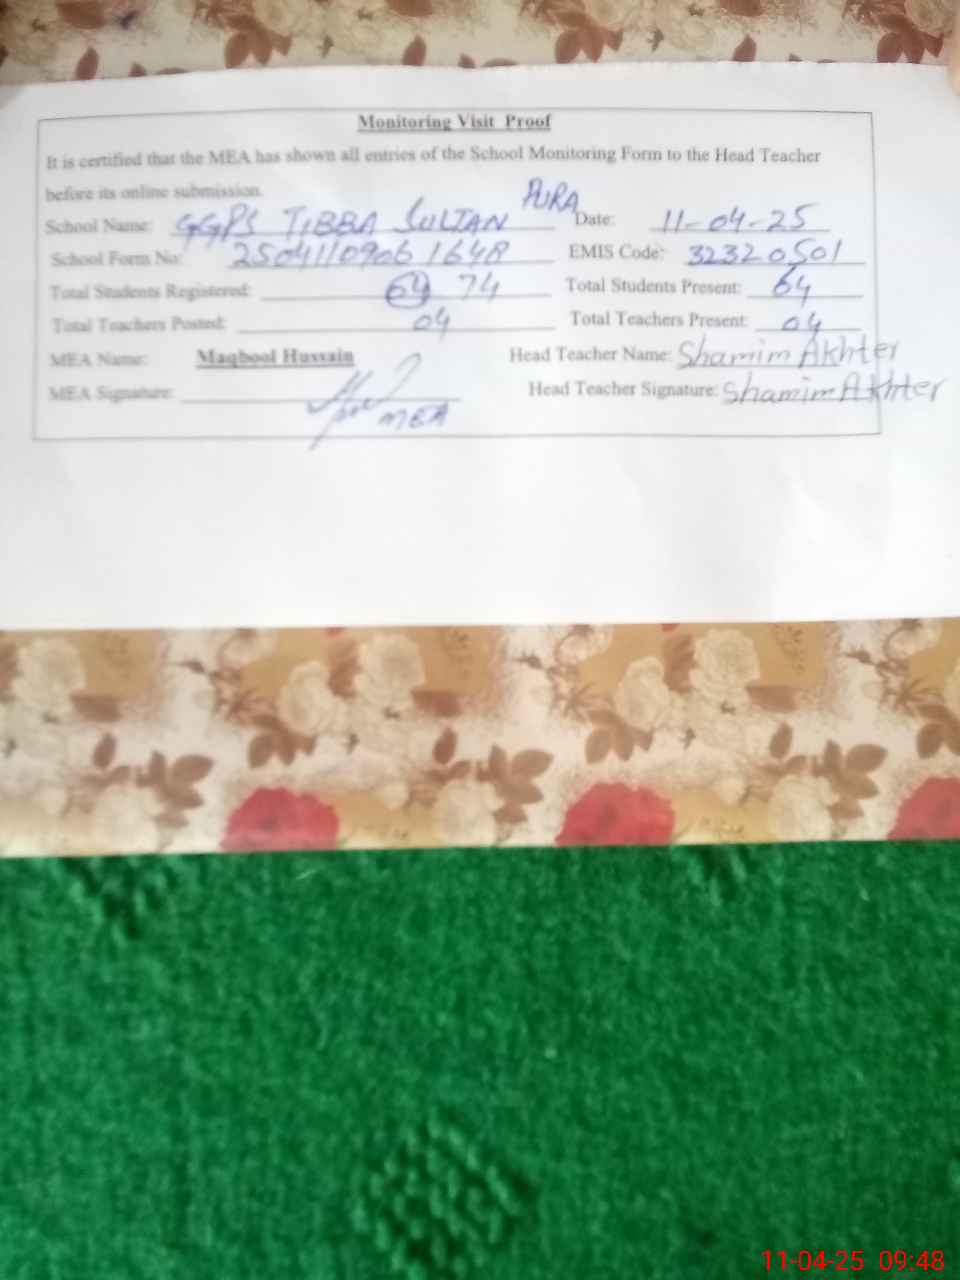 Monitoring Visit Proof
It is certified that the MEA has shown all entries of the School Monitoring Form to the Head Teacher
before its online submission.
School Name: GGPS TIBBA SULTAN PURA Date: 11-04-25
School Form No: 2504110906 1648 EMIS Code: 32320501
Total Students Registered: 64 74 Total Students Present: 64
Total Teachers Posted: 04 Total Teachers Present: 04
MEA Name: Maqbool Hussain Head Teacher Name: Shamim Akhter
MEA Signature: MEA Head Teacher Signature: Shamim Akhter
11-04-25 09:48